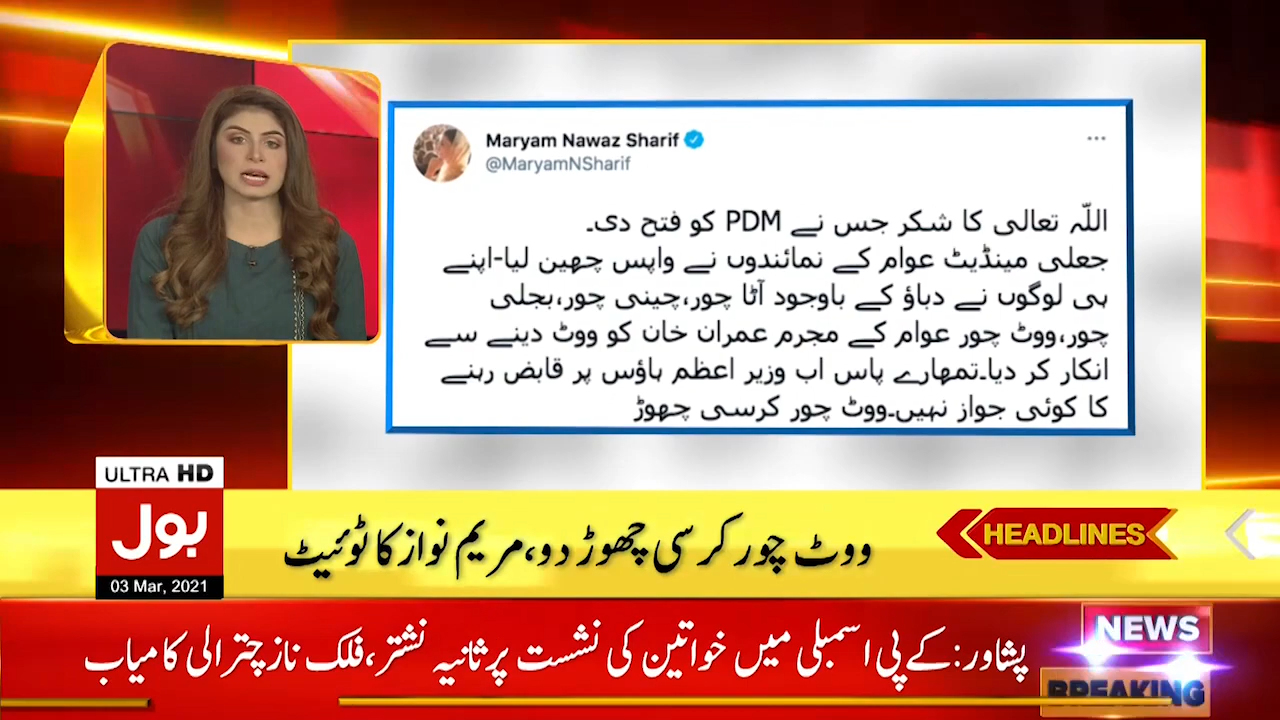 Maryam Nawaz Sharif
@MaryamNSharif
اللّہ تعالی کا شکر جس نے PDM کو فتح دی۔
جعلی مینڈیٹ عوام کے نمائندوں نے واپس چھین لیا-اپنے
ہی لوگوں نے دباؤ کے باوجود آٹا چور،چینی چور،بجلی
چور،ووٹ چور عوام کے مجرم عمران خان کو ووٹ دینے سے
انکار کر دیا۔تمھارے پاس اب وزیر اعظم ہاؤس پر قابض رہنے
کا کوئی جواز نہیں۔ووٹ چور کرسی چھوڑ
ULTRA HD
بول
03 Mar, 2021
ووٹ چور کرسی چھوڑ دو، مریم نواز کا ٹوئیٹ
HEADLINES
پشاور: کے پی اسمبلی میں خواتین کی نشست پر ثانیہ نشتر، فلک ناز چترالی کامیاب
NEWS
BREAKING